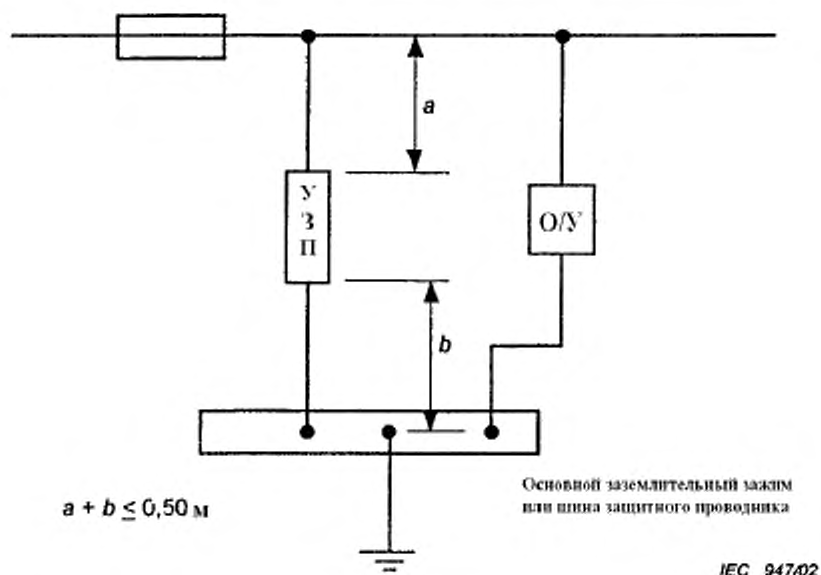 a
У
З
П
О/У
b
a + b ≤ 0,50 м
Основной заземлительный зажим
или шина защитного проводника
IEC 947/02